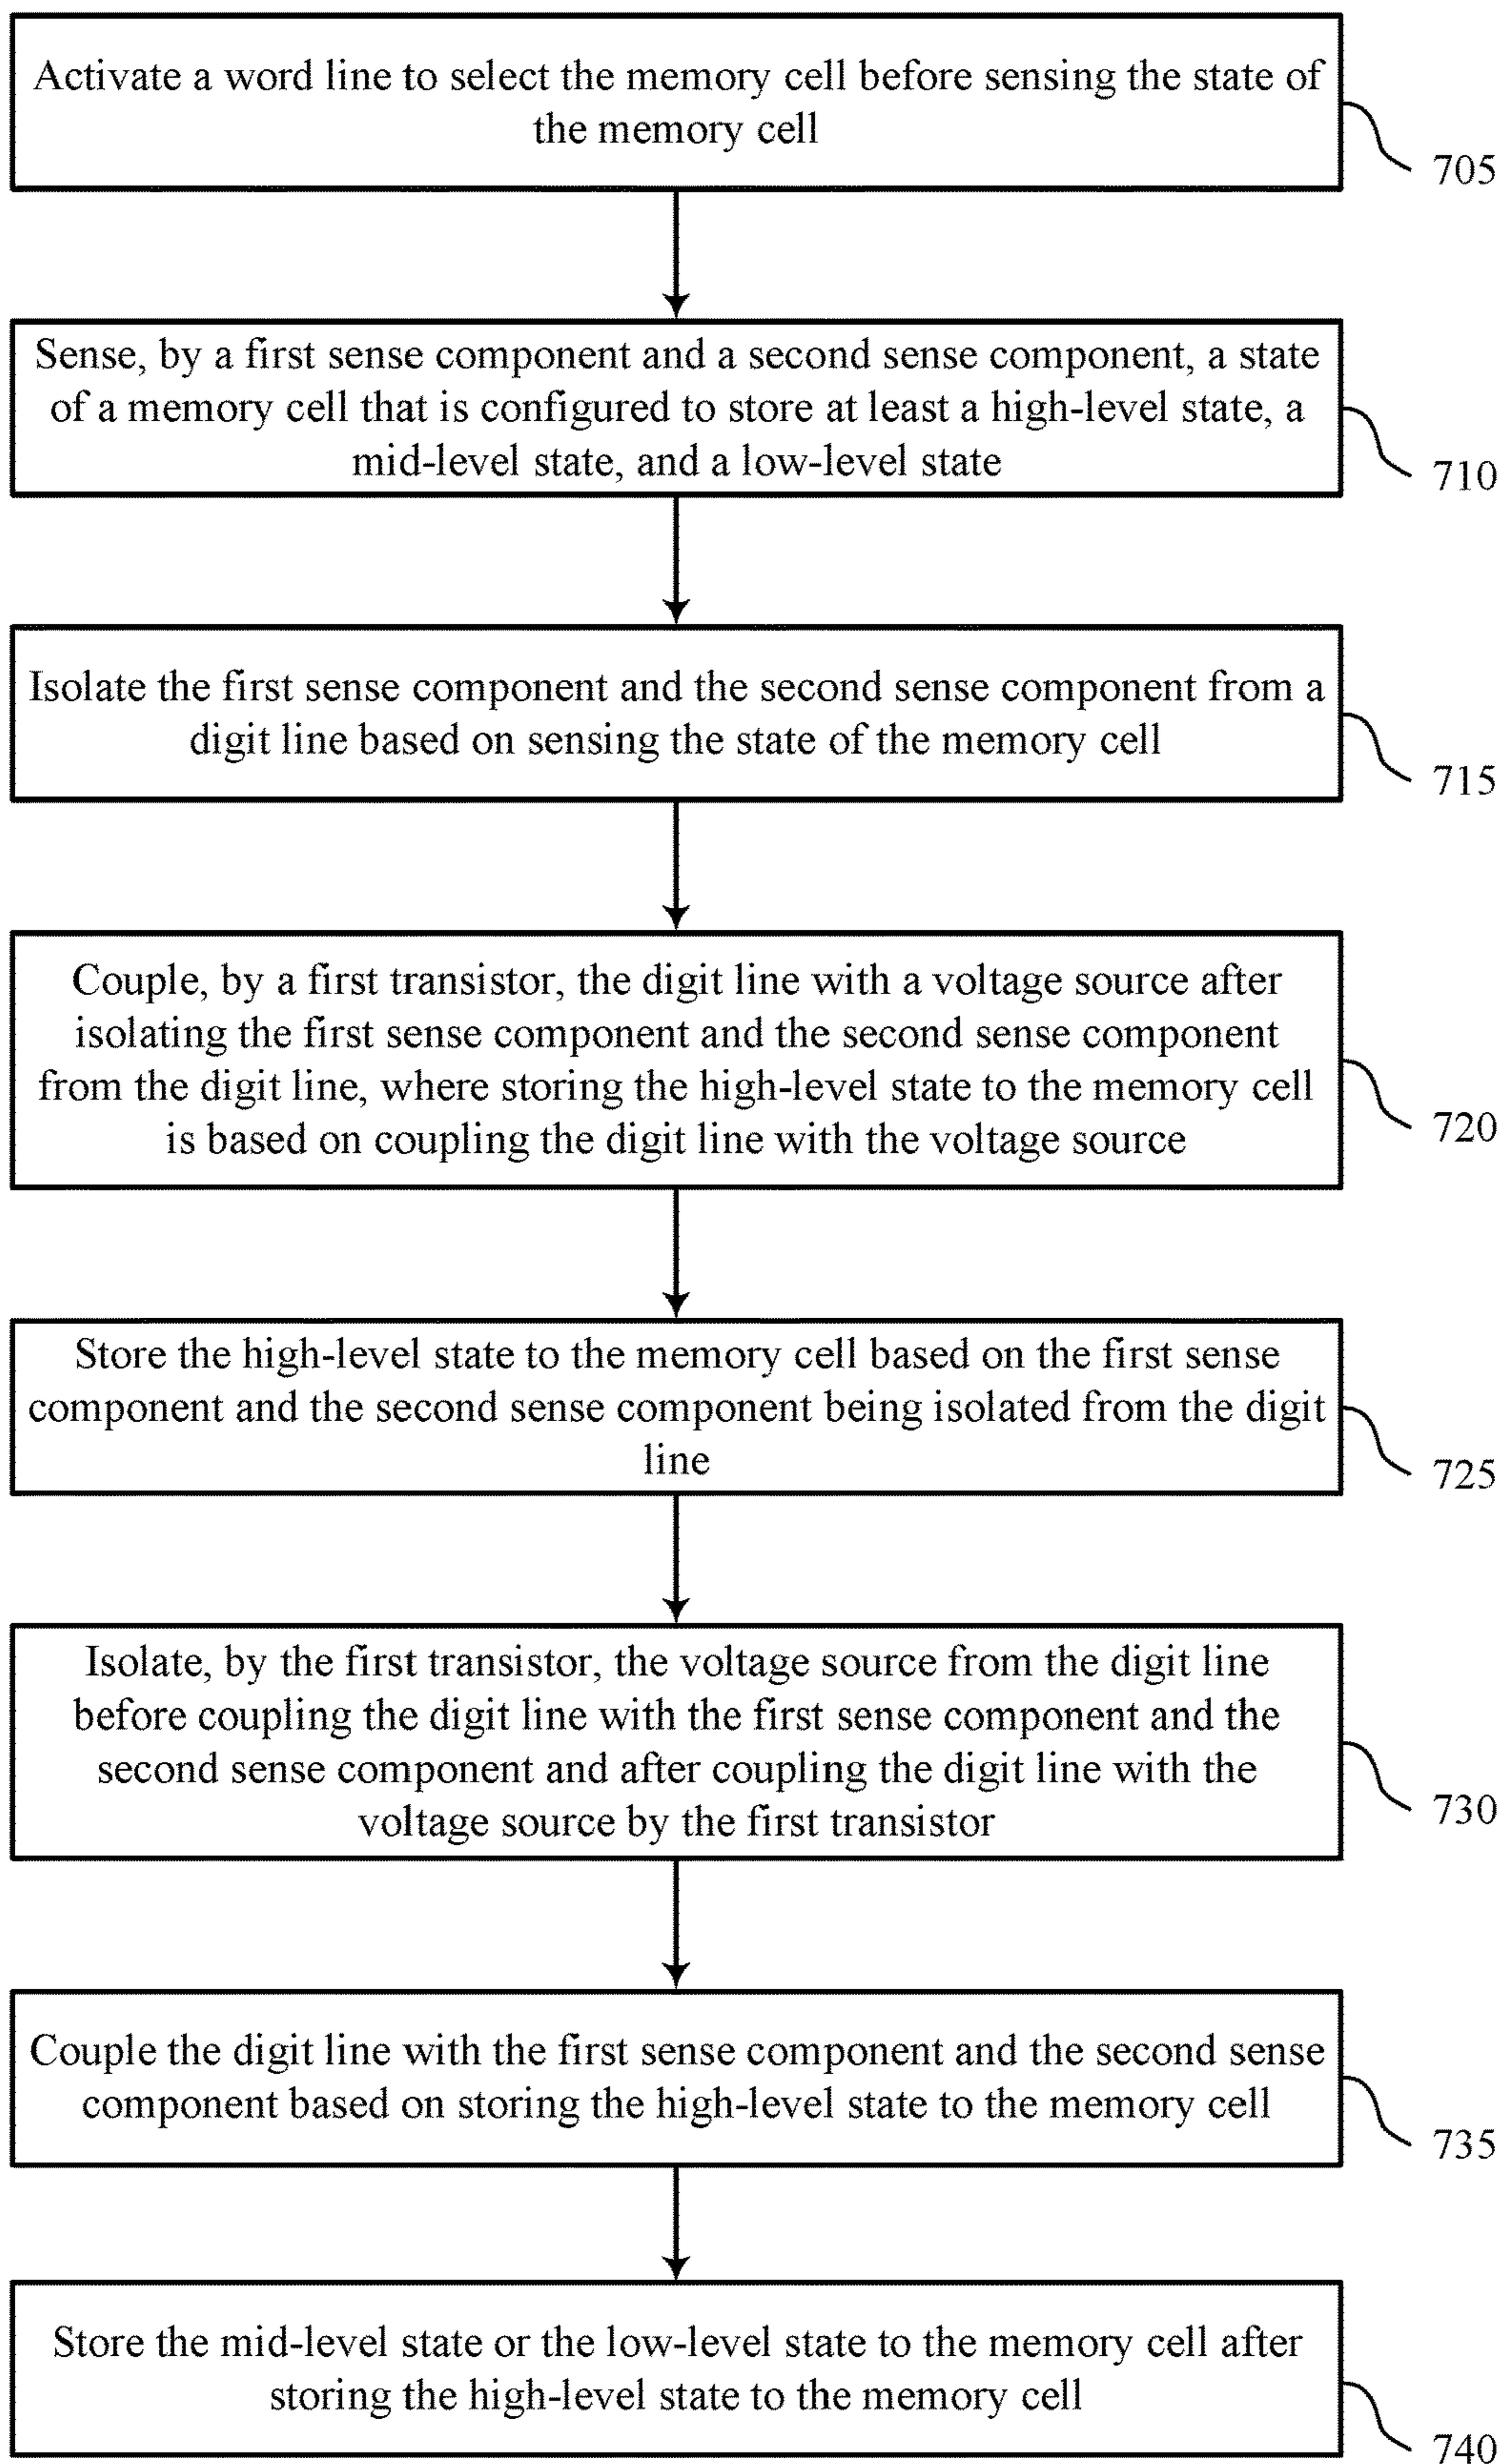 Activate a word line to select the memory cell before sensing the state of
the memory cell
705
Sense, by a first sense component and a second sense component, a state
of a memory cell that is configured to store at least a high-level state, a
mid-level state, and a low-level state
710
Isolate the first sense component and the second sense component from a
digit line based on sensing the state of the memory cell
715
Couple, by a first transistor, the digit line with a voltage source after
isolating the first sense component and the second sense component
from the digit line, where storing the high-level state to the memory cell
is based on coupling the digit line with the voltage source
720
Store the high-level state to the memory cell based on the first sense
component and the second sense component being isolated from the digit
line
725
Isolate, by the first transistor, the voltage source from the digit line
before coupling the digit line with the first sense component and the
second sense component and after coupling the digit line with the
voltage source by the first transistor
730
Couple the digit line with the first sense component and the second sense
component based on storing the high-level state to the memory cell
735
Store the mid-level state or the low-level state to the memory cell after
storing the high-level state to the memory cell
740